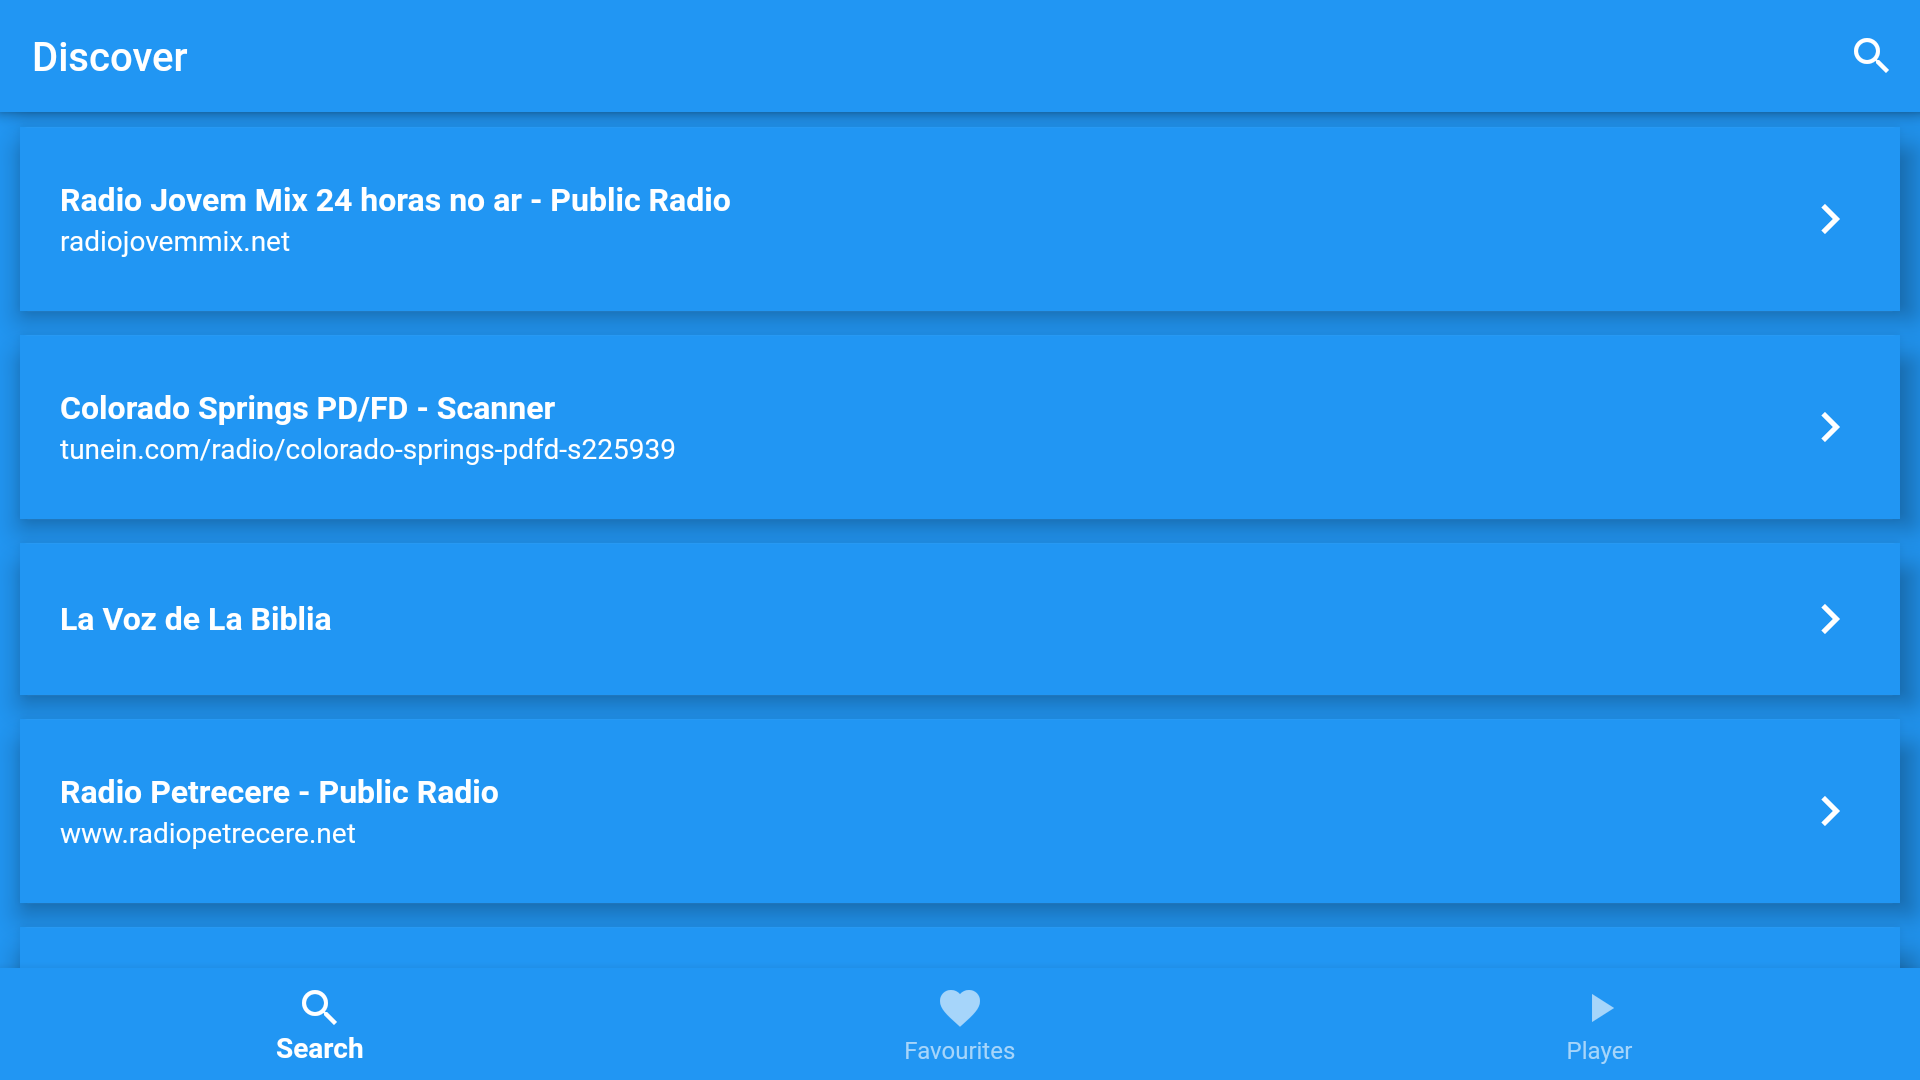 Discover
Radio Jovem Mix 24 horas no ar - Public Radio
radiojovemmix.net
Colorado Springs PD/FD - Scanner
tunein.com/radio/colorado-springs-pdfd-s225939
La Voz de La Biblia
Radio Petrecere - Public Radio
www.radiopetrecere.net
Search
Favourites
Player